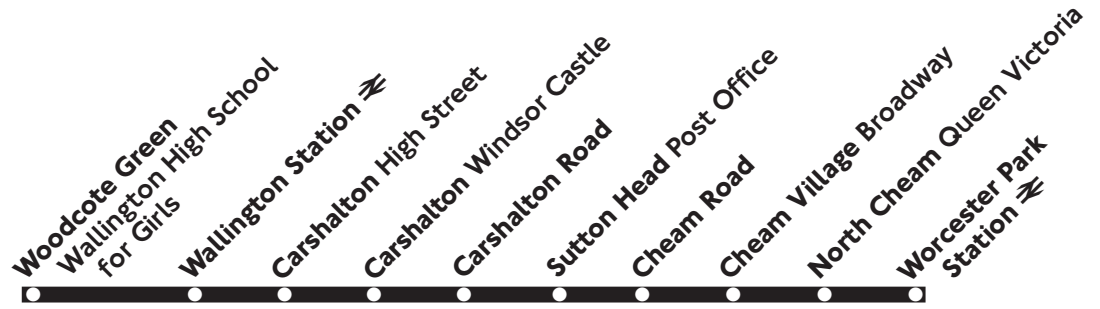 Woodcote Green
Wallington High School
for Girls
Wallington Station
Carshalton High Street
Carshalton Windsor Castle
Carshalton Road
Sutton Head Post Office
Cheam Road
Cheam Village Broadway
North Cheam Queen Victoria
Worcester Park
Station